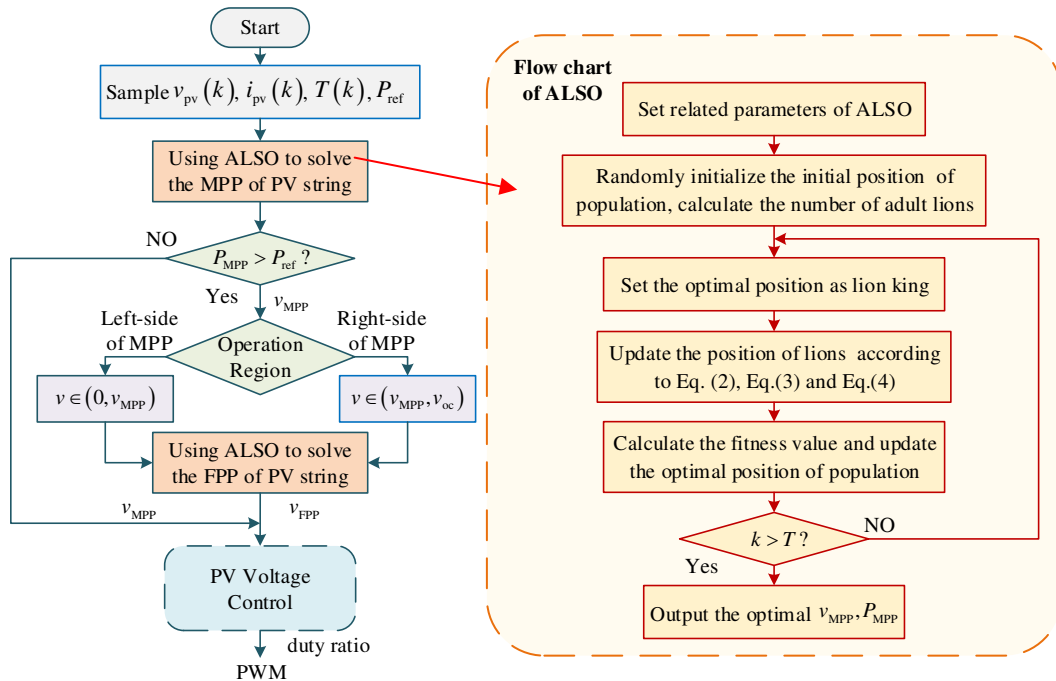 Start
Sample v_pv(k), i_pv(k), T(k), P_ref
Using ALSO to solve
the MPP of PV string
NO
P_MPP > P_ref ?
Yes
v_MPP
Left-side
of MPP
Operation
Region
Right-side
of MPP
v∈(0, v_MPP)
v∈(v_MPP, v_oc)
Using ALSO to solve
the FPP of PV string
v_MPP
v_FPP
PV Voltage
Control
duty ratio
PWM
Flow chart
of ALSO
Set related parameters of ALSO
Randomly initialize the initial position of
population, calculate the number of adult lions
Set the optimal position as lion king
Update the position of lions according
to Eq. (2), Eq.(3) and Eq.(4)
Calculate the fitness value and update
the optimal position of population
k > T ?
NO
Yes
Output the optimal v_MPP, P_MPP